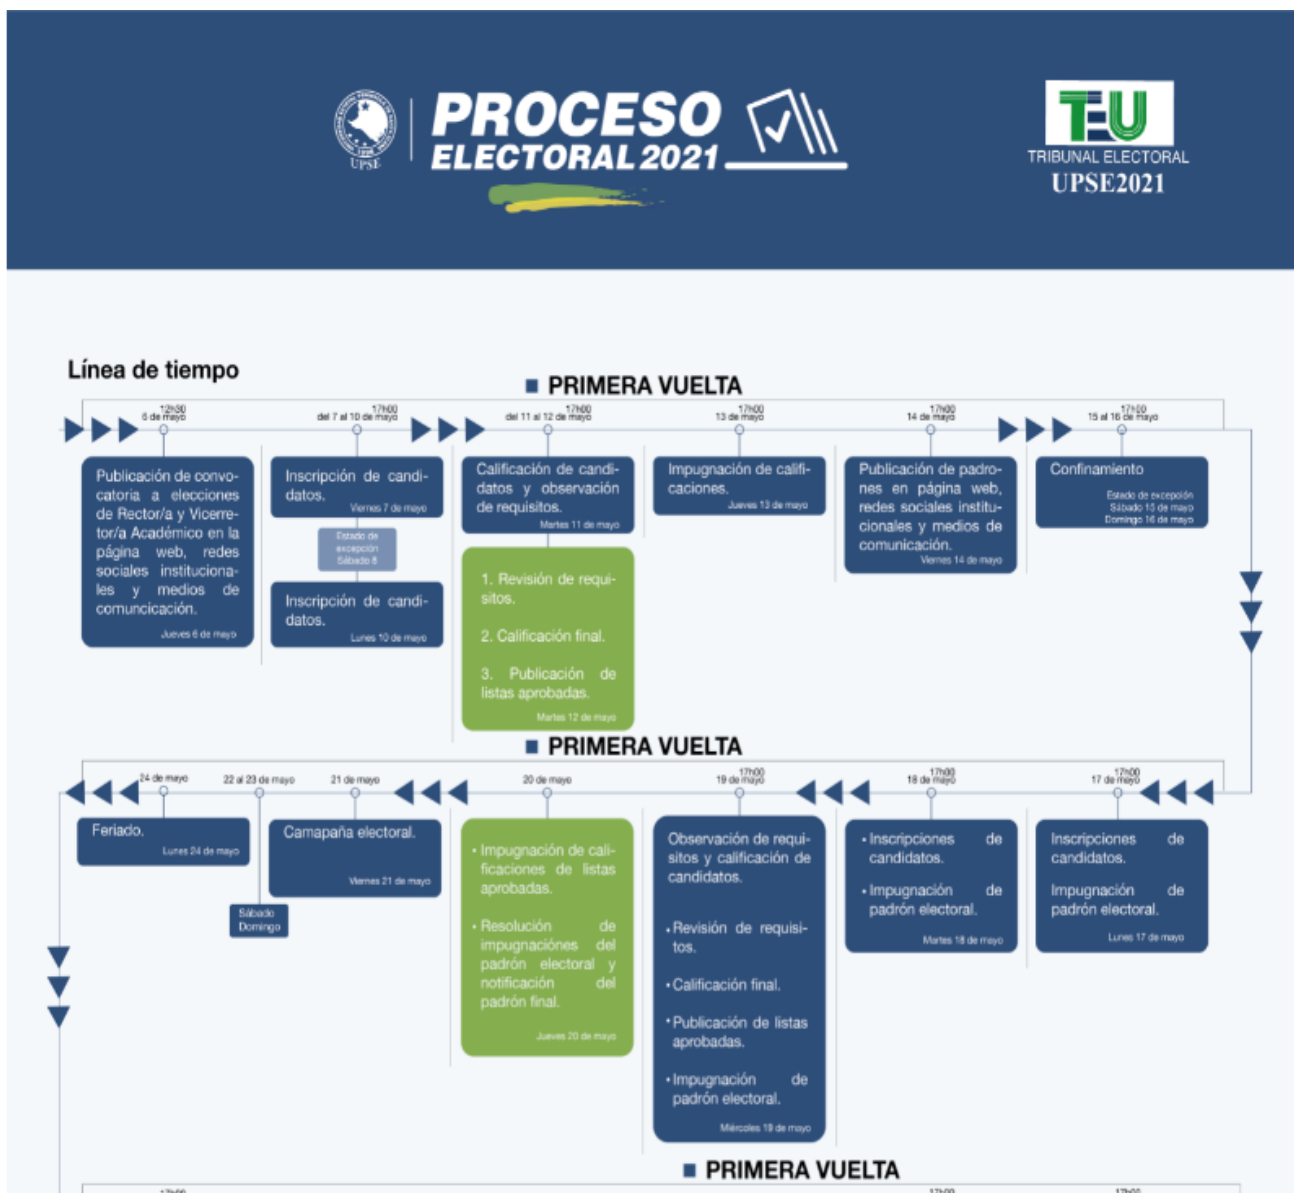 UPSE
PROCESO
ELECTORAL 2021
TEU
TRIBUNAL ELECTORAL
UPSE2021
Línea de tiempo
PRIMERA VUELTA
12h30
6 de mayo
Publicación de convo-
catoria a elecciones
de Rector/a y Vicerre-
tor/a Académico en la
página web, redes
sociales instituciona-
les y medios de
comuncicación.
Jueves 6 de mayo
17h00
del 7 al 10 de mayo
Inscripción de candi-
datos.
Viernes 7 de mayo
Estado de
excepción
Sábado 8
Inscripción de candi-
datos.
Lunes 10 de mayo
17h00
del 11 al 12 de mayo
Calificación de candi-
datos y observación
de requisitos.
Martes 11 de mayo
1. Revisión de requi-
sitos.
2. Calificación final.
3. Publicación de
listas aprobadas.
Martes 12 de mayo
17h00
13 de mayo
Impugnación de califi-
caciones.
Jueves 13 de mayo
17h00
14 de mayo
Publicación de padro-
nes en página web,
redes sociales institu-
cionales y medios de
comunicación.
Viernes 14 de mayo
17h00
15 al 16 de mayo
Confinamiento
Estado de excepción
Sábado 15 de mayo
Domingo 16 de mayo
PRIMERA VUELTA
24 de mayo
Feriado.
Lunes 24 de mayo
22 al 23 de mayo
Sábado
Domingo
21 de mayo
Camapaña electoral.
Viernes 21 de mayo
20 de mayo
• Impugnación de cali-
ficaciones de listas
aprobadas.
• Resolución de
impugnaciónes del
padrón electoral y
notificación del
padrón final.
Jueves 20 de mayo
17h00
19 de mayo
Observación de requi-
sitos y calificación de
candidatos.
• Revisión de requisi-
tos.
• Calificación final.
• Publicación de listas
aprobadas.
• Impugnación de
padrón electoral.
Miércoles 19 de mayo
17h00
18 de mayo
• Inscripciones de
candidatos.
• Impugnación de
padrón electoral.
Martes 18 de mayo
17h00
17 de mayo
Inscripciones de
candidatos.
Impugnación de
padrón electoral.
Lunes 17 de mayo
PRIMERA VUELTA